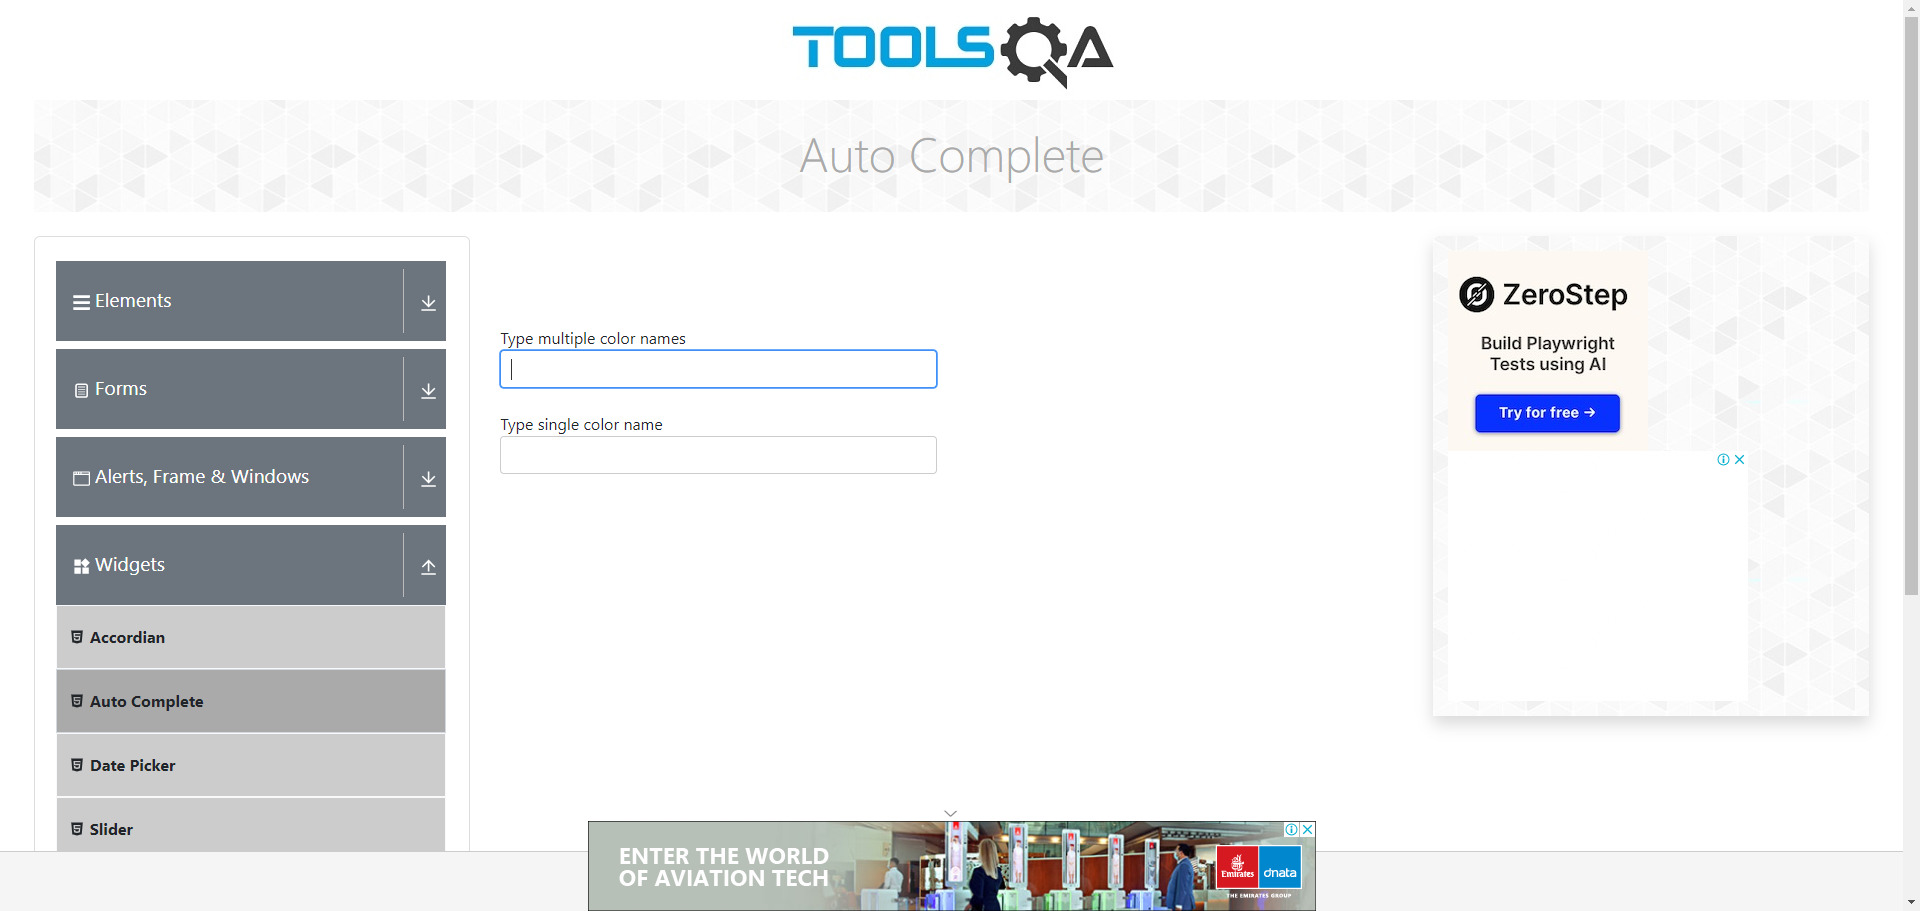 TOOLSQA
Auto Complete
Elements
Forms
Alerts, Frame & Windows
Widgets
Accordian
Auto Complete
Date Picker
Slider
Type multiple color names
Type single color name
ZeroStep
Build Playwright
Tests using AI
Try for free →
ENTER THE WORLD
OF AVIATION TECH
Emirates
dnata
THE EMIRATES GROUP